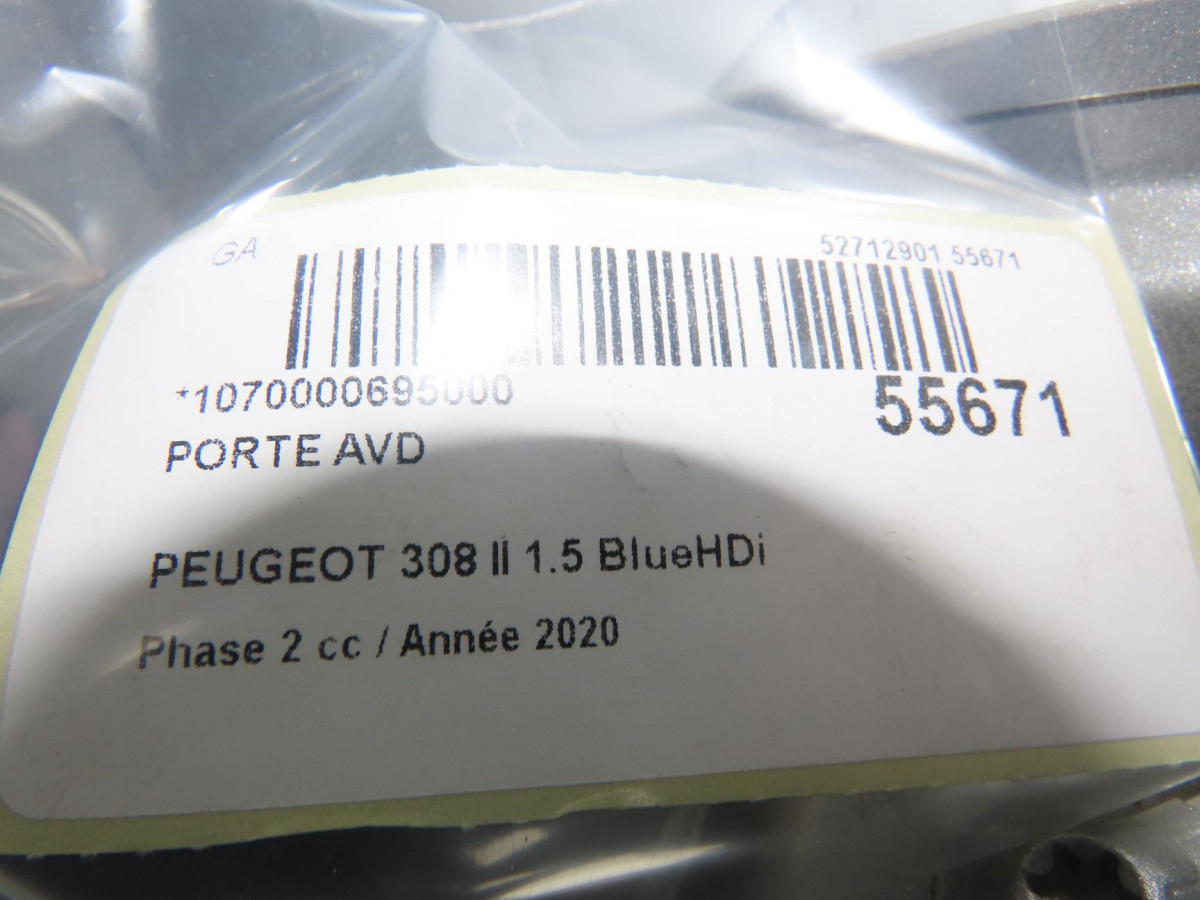 GA
52712901 55671
*1070000695000
55671
PORTE AVD
PEUGEOT 308 II 1.5 BlueHDi
Phase 2 cc / Année 2020